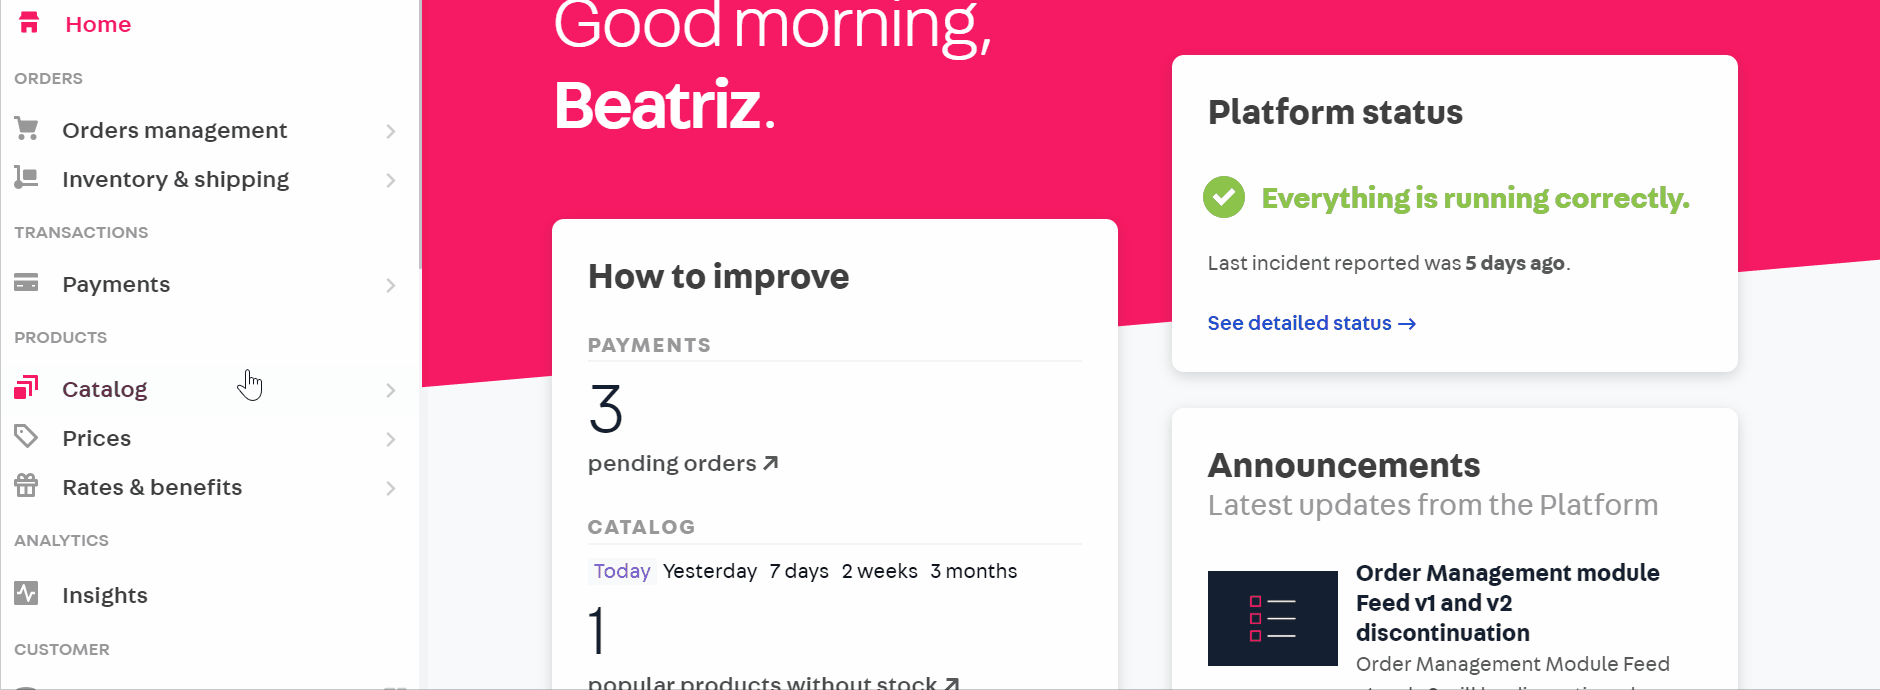 Home
ORDERS
Orders management
Inventory & shipping
TRANSACTIONS
Payments
PRODUCTS
Catalog
Prices
Rates & benefits
ANALYTICS
Insights
CUSTOMER
Good morning,
Beatriz.
How to improve
PAYMENTS
3
pending orders
CATALOG
Today Yesterday 7 days 2 weeks 3 months
1
popular products without stock
Platform status
Everything is running correctly.
Last incident reported was 5 days ago.
See detailed status →
Announcements
Latest updates from the Platform
Order Management module
Feed v1 and v2
discontinuation
Order Management Module Feed